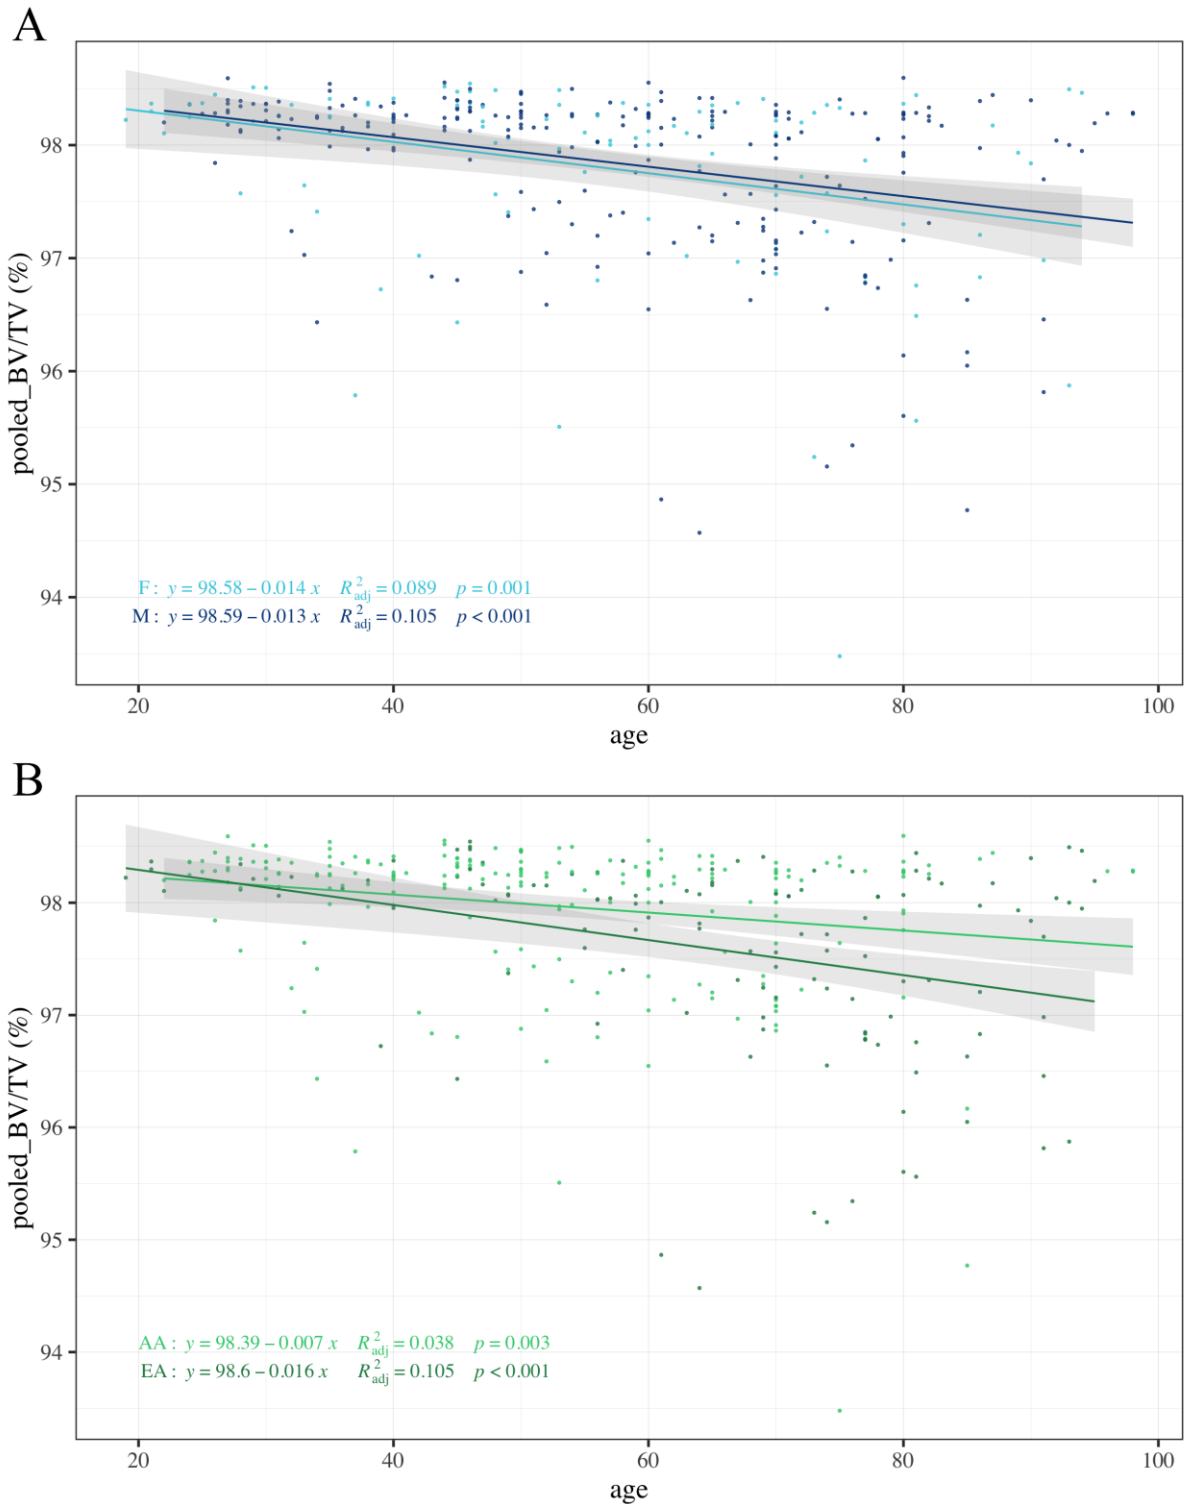 A
98
97
96
95
94
pooled_BV/TV (%)
F: y = 98.58 − 0.014 x R²adj = 0.089 p = 0.001
M: y = 98.59 − 0.013 x R²adj = 0.105 p < 0.001
20 40 60 80 100
age
B
98
97
96
95
94
pooled_BV/TV (%)
AA: y = 98.39 − 0.007 x R²adj = 0.038 p = 0.003
EA: y = 98.6 − 0.016 x R²adj = 0.105 p < 0.001
20 40 60 80 100
age